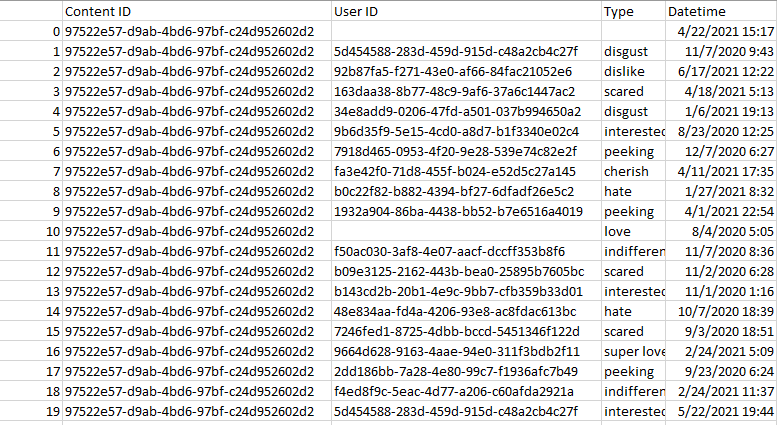 Content ID User ID Type Datetime
0 97522e57-d9ab-4bd6-97bf-c24d952602d2 4/22/2021 15:17
1 97522e57-d9ab-4bd6-97bf-c24d952602d2 5d454588-283d-459d-915d-c48a2cb4c27f disgust 11/7/2020 9:43
2 97522e57-d9ab-4bd6-97bf-c24d952602d2 92b87fa5-f271-43e0-af66-84fac21052e6 dislike 6/17/2021 12:22
3 97522e57-d9ab-4bd6-97bf-c24d952602d2 163daa38-8b77-48c9-9af6-37a6c1447ac2 scared 4/18/2021 5:13
4 97522e57-d9ab-4bd6-97bf-c24d952602d2 34e8add9-0206-47fd-a501-037b994650a2 disgust 1/6/2021 19:13
5 97522e57-d9ab-4bd6-97bf-c24d952602d2 9b6d35f9-5e15-4cd0-a8d7-b1f3340e02c4 interested 8/23/2020 12:25
6 97522e57-d9ab-4bd6-97bf-c24d952602d2 7918d465-0953-4f20-9e28-539e74c82e2f peeking 12/7/2020 6:27
7 97522e57-d9ab-4bd6-97bf-c24d952602d2 fa3e42f0-71d8-455f-b024-e52d5c27a145 cherish 4/11/2021 17:35
8 97522e57-d9ab-4bd6-97bf-c24d952602d2 b0c22f82-b882-4394-bf27-6dfadf26e5c2 hate 1/27/2021 8:32
9 97522e57-d9ab-4bd6-97bf-c24d952602d2 1932a904-86ba-4438-bb52-b7e6516a4019 peeking 4/1/2021 22:54
10 97522e57-d9ab-4bd6-97bf-c24d952602d2 love 8/4/2020 5:05
11 97522e57-d9ab-4bd6-97bf-c24d952602d2 f50ac030-3af8-4e07-aacf-dccff353b8f6 indifferen 11/7/2020 8:36
12 97522e57-d9ab-4bd6-97bf-c24d952602d2 b09e3125-2162-443b-bea0-25895b7605bc scared 11/2/2020 6:28
13 97522e57-d9ab-4bd6-97bf-c24d952602d2 b143cd2b-20b1-4e9c-9bb7-cfb359b33d01 interested 11/1/2020 1:16
14 97522e57-d9ab-4bd6-97bf-c24d952602d2 48e834aa-fd4a-4206-93e8-ac8fdac613bc hate 10/7/2020 18:39
15 97522e57-d9ab-4bd6-97bf-c24d952602d2 7246fed1-8725-4dbb-bccd-5451346f122d scared 9/3/2020 18:51
16 97522e57-d9ab-4bd6-97bf-c24d952602d2 9664d628-9163-4aae-94e0-311f3bdb2f11 super love 2/24/2021 5:09
17 97522e57-d9ab-4bd6-97bf-c24d952602d2 2dd186bb-7a28-4e80-99c7-f1936afc7b49 peeking 9/23/2020 6:24
18 97522e57-d9ab-4bd6-97bf-c24d952602d2 f4ed8f9c-5eac-4d77-a206-c60afda2921a indifferen 2/24/2021 11:37
19 97522e57-d9ab-4bd6-97bf-c24d952602d2 5d454588-283d-459d-915d-c48a2cb4c27f interested 5/22/2021 19:44